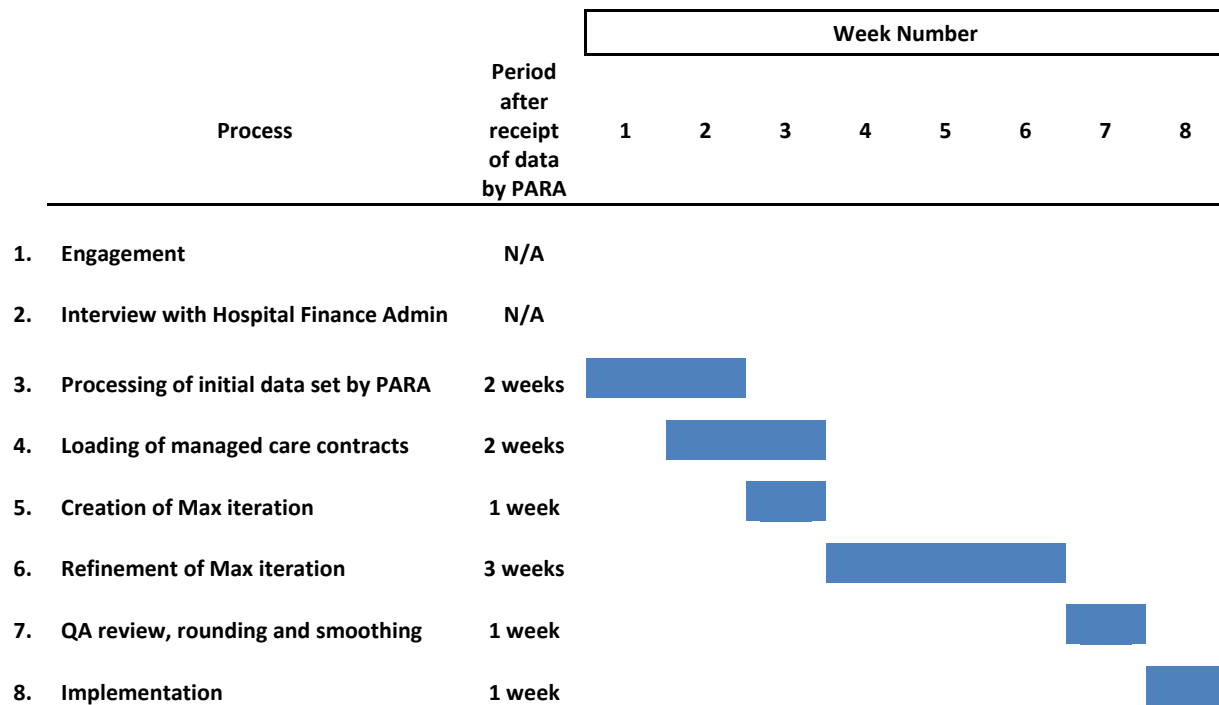 Week Number
Period
after
receipt
of data
by PARA
Process
1 2 3 4 5 6 7 8
1. Engagement N/A
2. Interview with Hospital Finance Admin N/A
3. Processing of initial data set by PARA 2 weeks
4. Loading of managed care contracts 2 weeks
5. Creation of Max iteration 1 week
6. Refinement of Max iteration 3 weeks
7. QA review, rounding and smoothing 1 week
8. Implementation 1 week